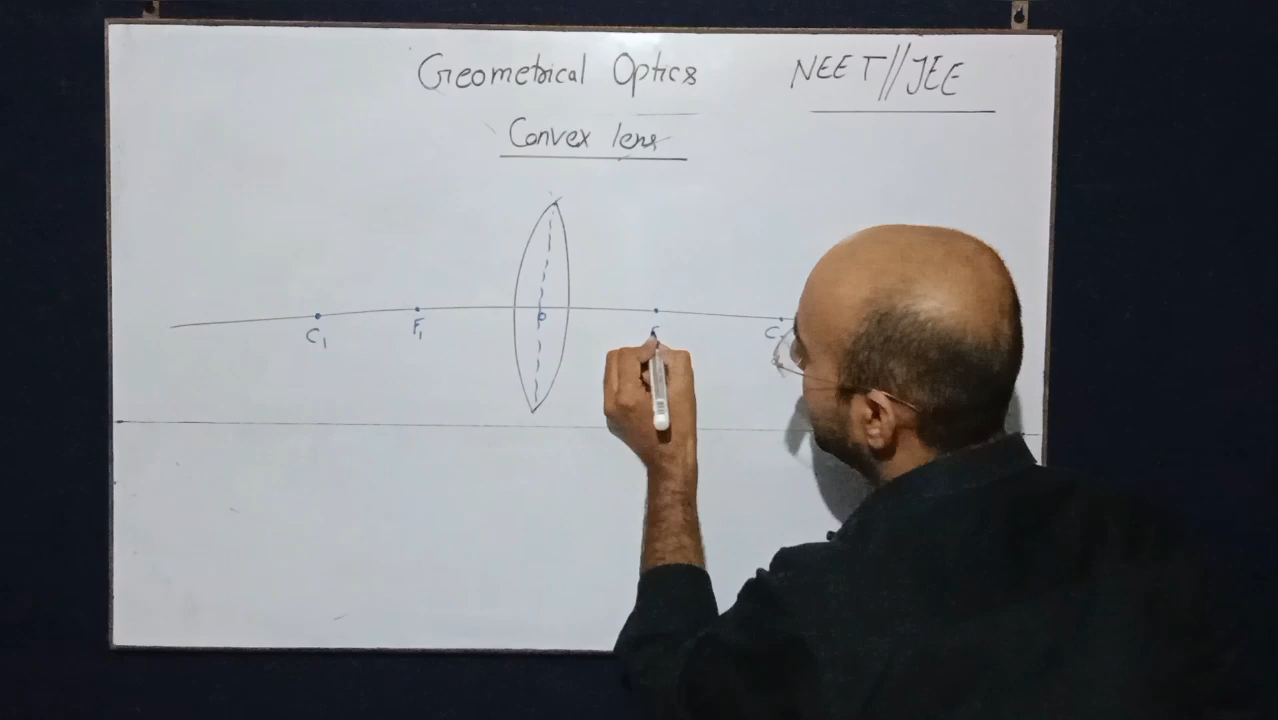 Geometrical Optics NEET//JEE
Convex lens
C₁ F₁ O F C